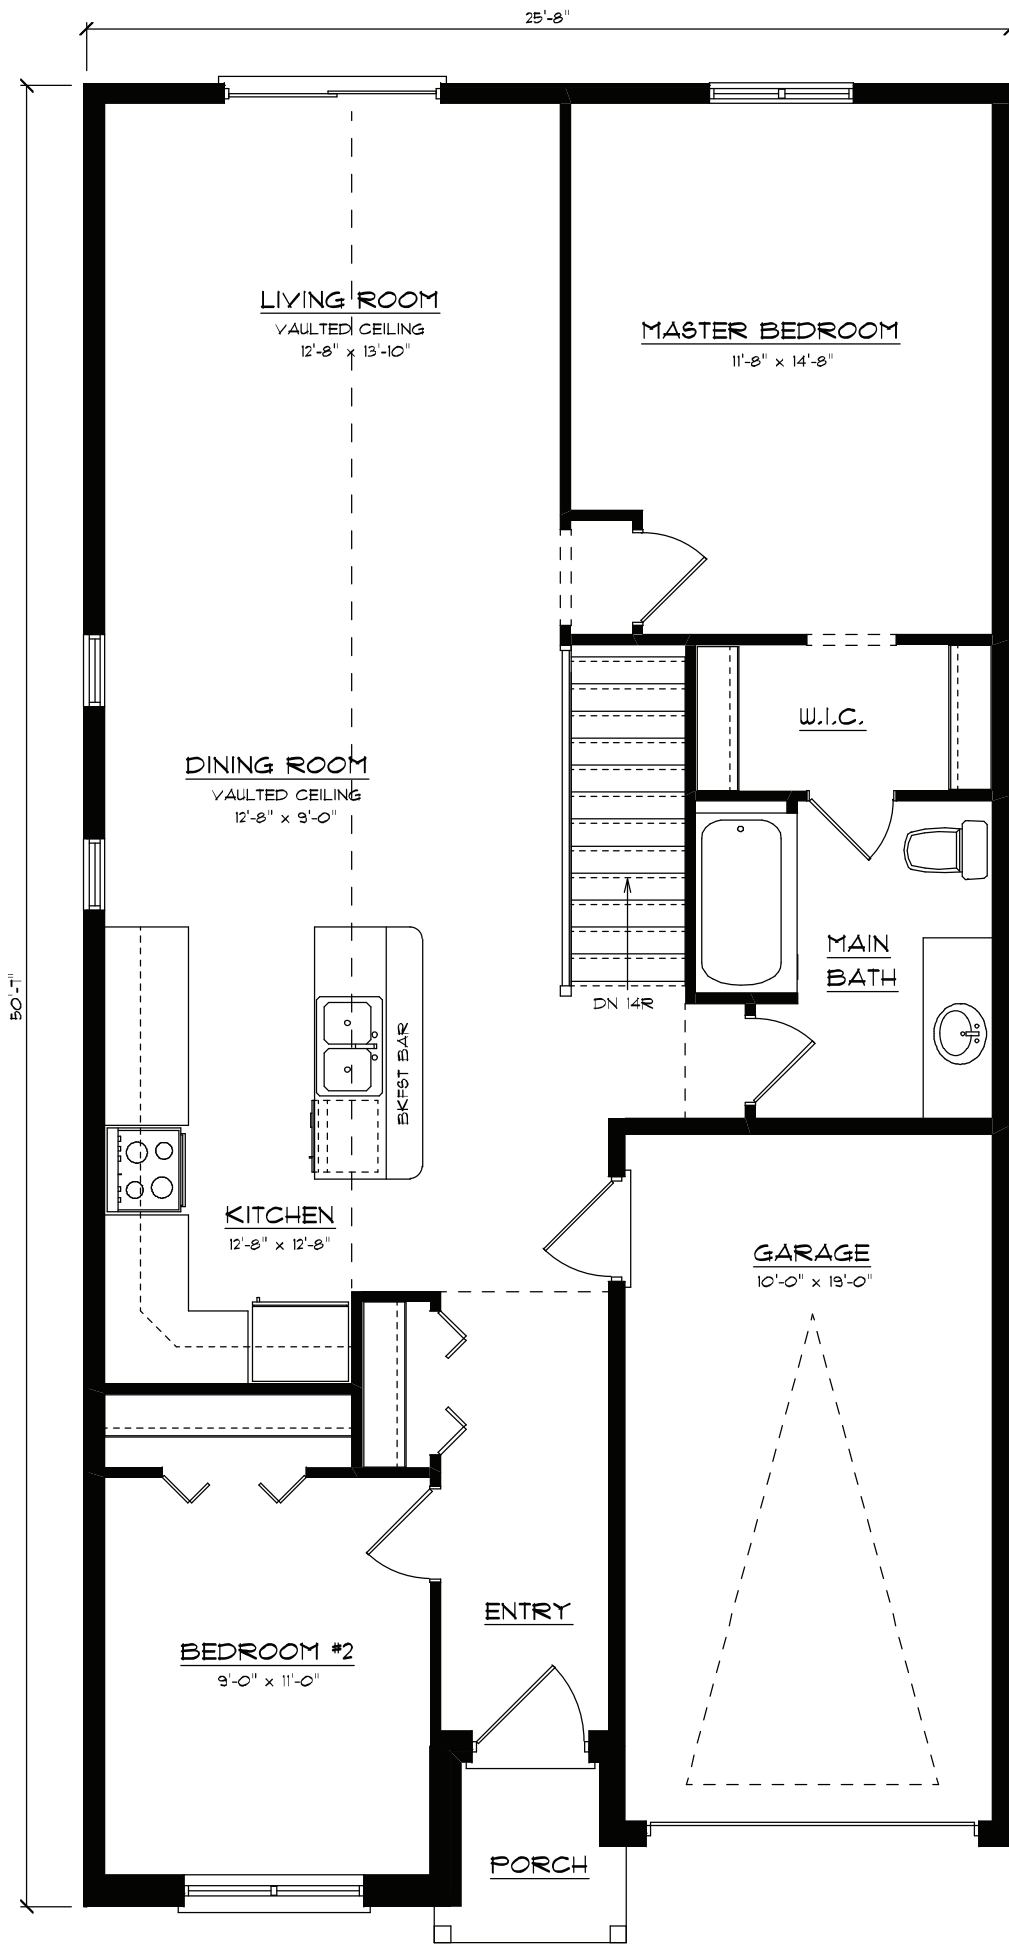 25'-8"
LIVING ROOM
VAULTED CEILING
12'-8" x 13'-10"
MASTER BEDROOM
11'-8" x 14'-8"
W.I.C.
DINING ROOM
VAULTED CEILING
12'-8" x 9'-0"
MAIN
BATH
50'-7"
DN 14R
BKFST BAR
KITCHEN
12'-8" x 12'-8"
GARAGE
10'-0" x 19'-0"
ENTRY
BEDROOM #2
9'-0" x 11'-0"
PORCH